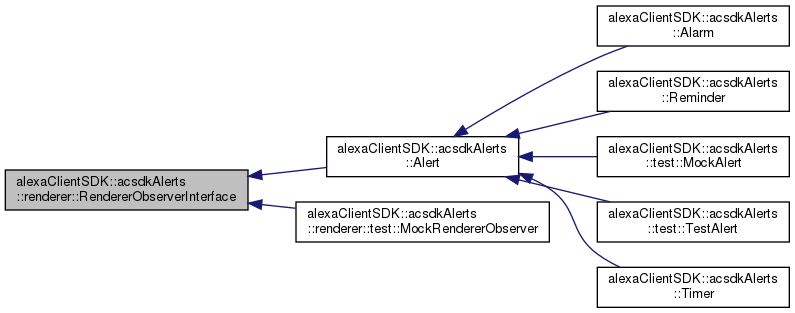 alexaClientSDK::acsdkAlerts
::renderer::RendererObserverInterface
alexaClientSDK::acsdkAlerts
::Alert
alexaClientSDK::acsdkAlerts
::renderer::test::MockRendererObserver
alexaClientSDK::acsdkAlerts
::Alarm
alexaClientSDK::acsdkAlerts
::Reminder
alexaClientSDK::acsdkAlerts
::test::MockAlert
alexaClientSDK::acsdkAlerts
::test::TestAlert
alexaClientSDK::acsdkAlerts
::Timer